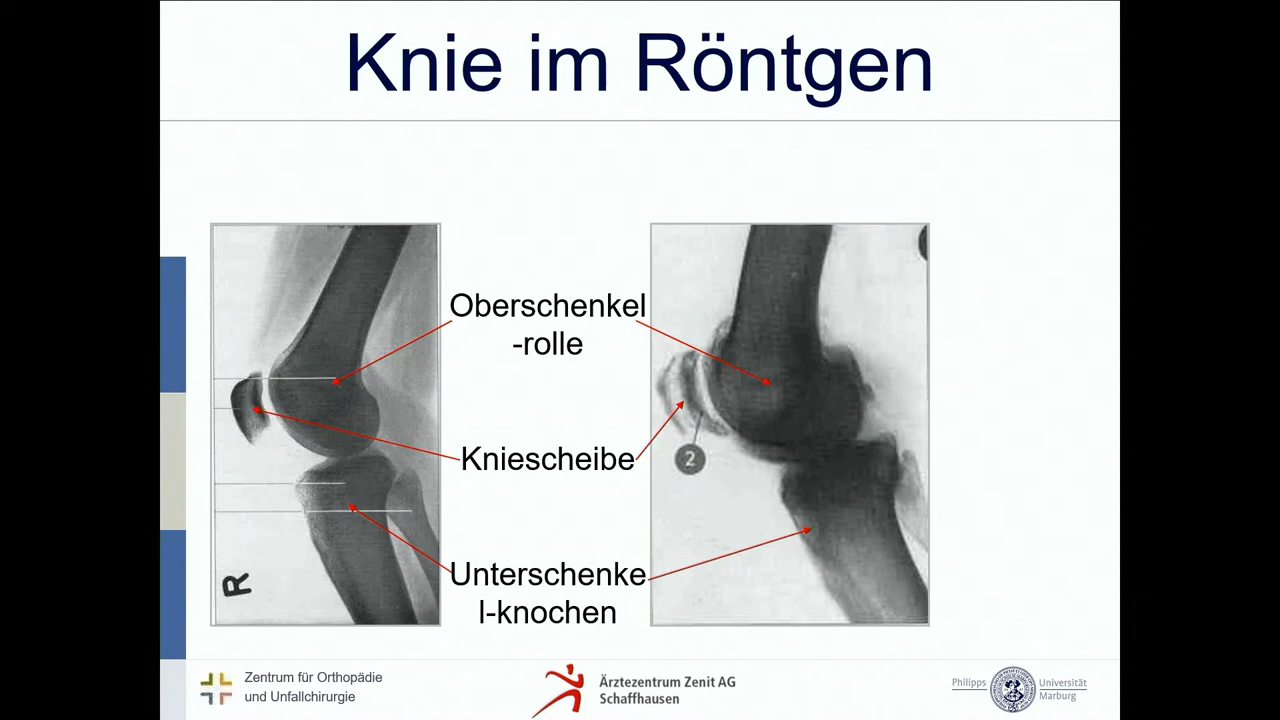 Knie im Röntgen
Oberschenkel
-rolle
Kniescheibe
2
Unterschenke
l-knochen
R
Zentrum für Orthopädie
und Unfallchirurgie
Ärztezentrum Zenit AG
Schaffhausen
Philipps
Universität
Marburg